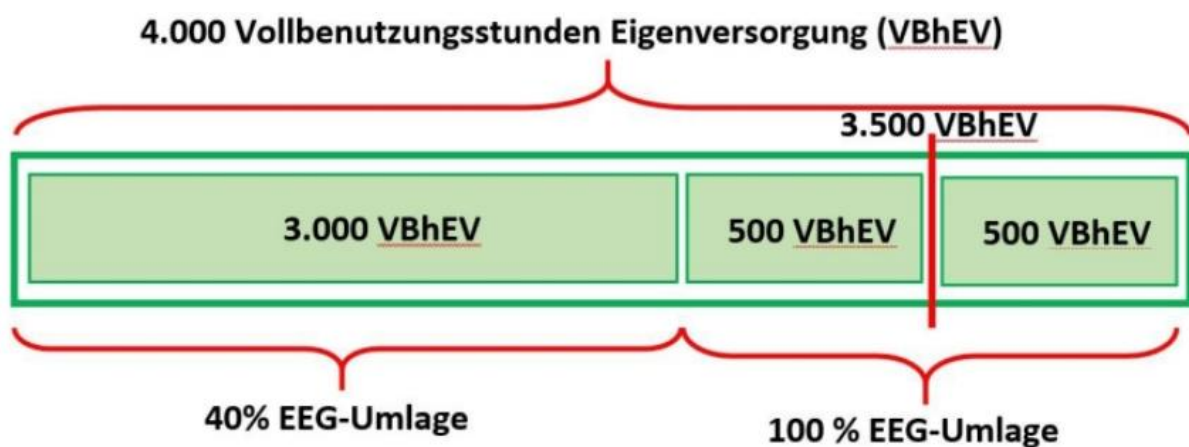 4.000 Vollbenutzungsstunden Eigenversorgung (VBhEV)
3.500 VBhEV
3.000 VBhEV
500 VBhEV
500 VBhEV
40% EEG-Umlage
100 % EEG-Umlage